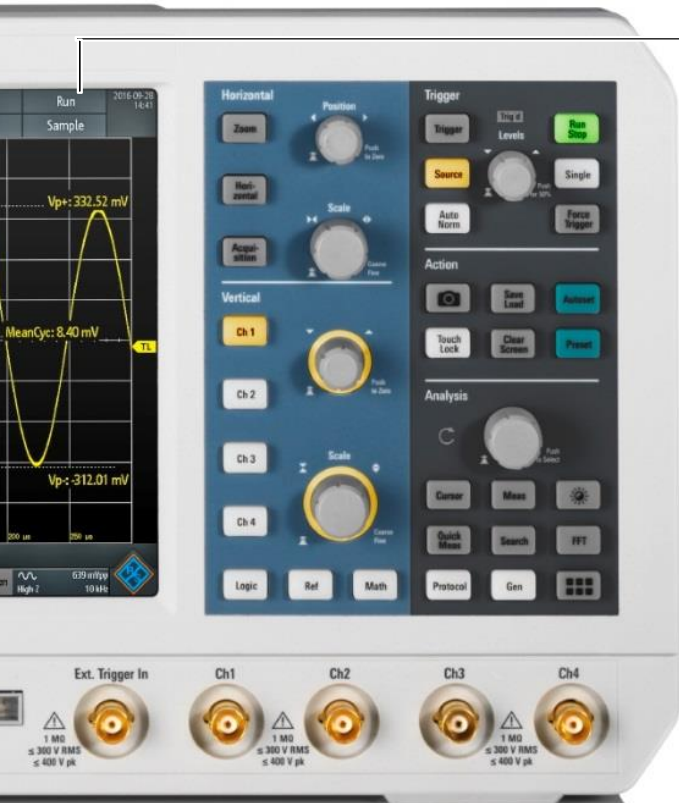 Run
2016-09-28
14:41
Sample
Vp+: 332.52 mV
MeanCyc: 8.40 mV
TL
Vp-: -312.01 mV
200 µs
250 µs
High Z
639 mVpp
10 kHz
Horizontal
Position
Zoom
Push
to Zero
Hori-
zontal
Scale
Acqui-
sition
Coarse
Fine
Vertical
Ch 1
Push
to Zero
Ch 2
Ch 3
Scale
Ch 4
Coarse
Fine
Logic
Ref
Math
Trigger
Trigger
Trig'd
Levels
Run
Stop
Source
Single
Push
for 50%
Auto
Norm
Force
Trigger
Action
Save
Load
Autoset
Touch
Lock
Clear
Screen
Preset
Analysis
Push
to Select
Cursor
Meas
Quick
Meas
Search
FFT
Protocol
Gen
Ext. Trigger In
Ch1
Ch2
Ch3
Ch4
1 MΩ
≤ 300 V RMS
≤ 400 V pk
1 MΩ
≤ 300 V RMS
≤ 400 V pk
1 MΩ
≤ 300 V RMS
≤ 400 V pk